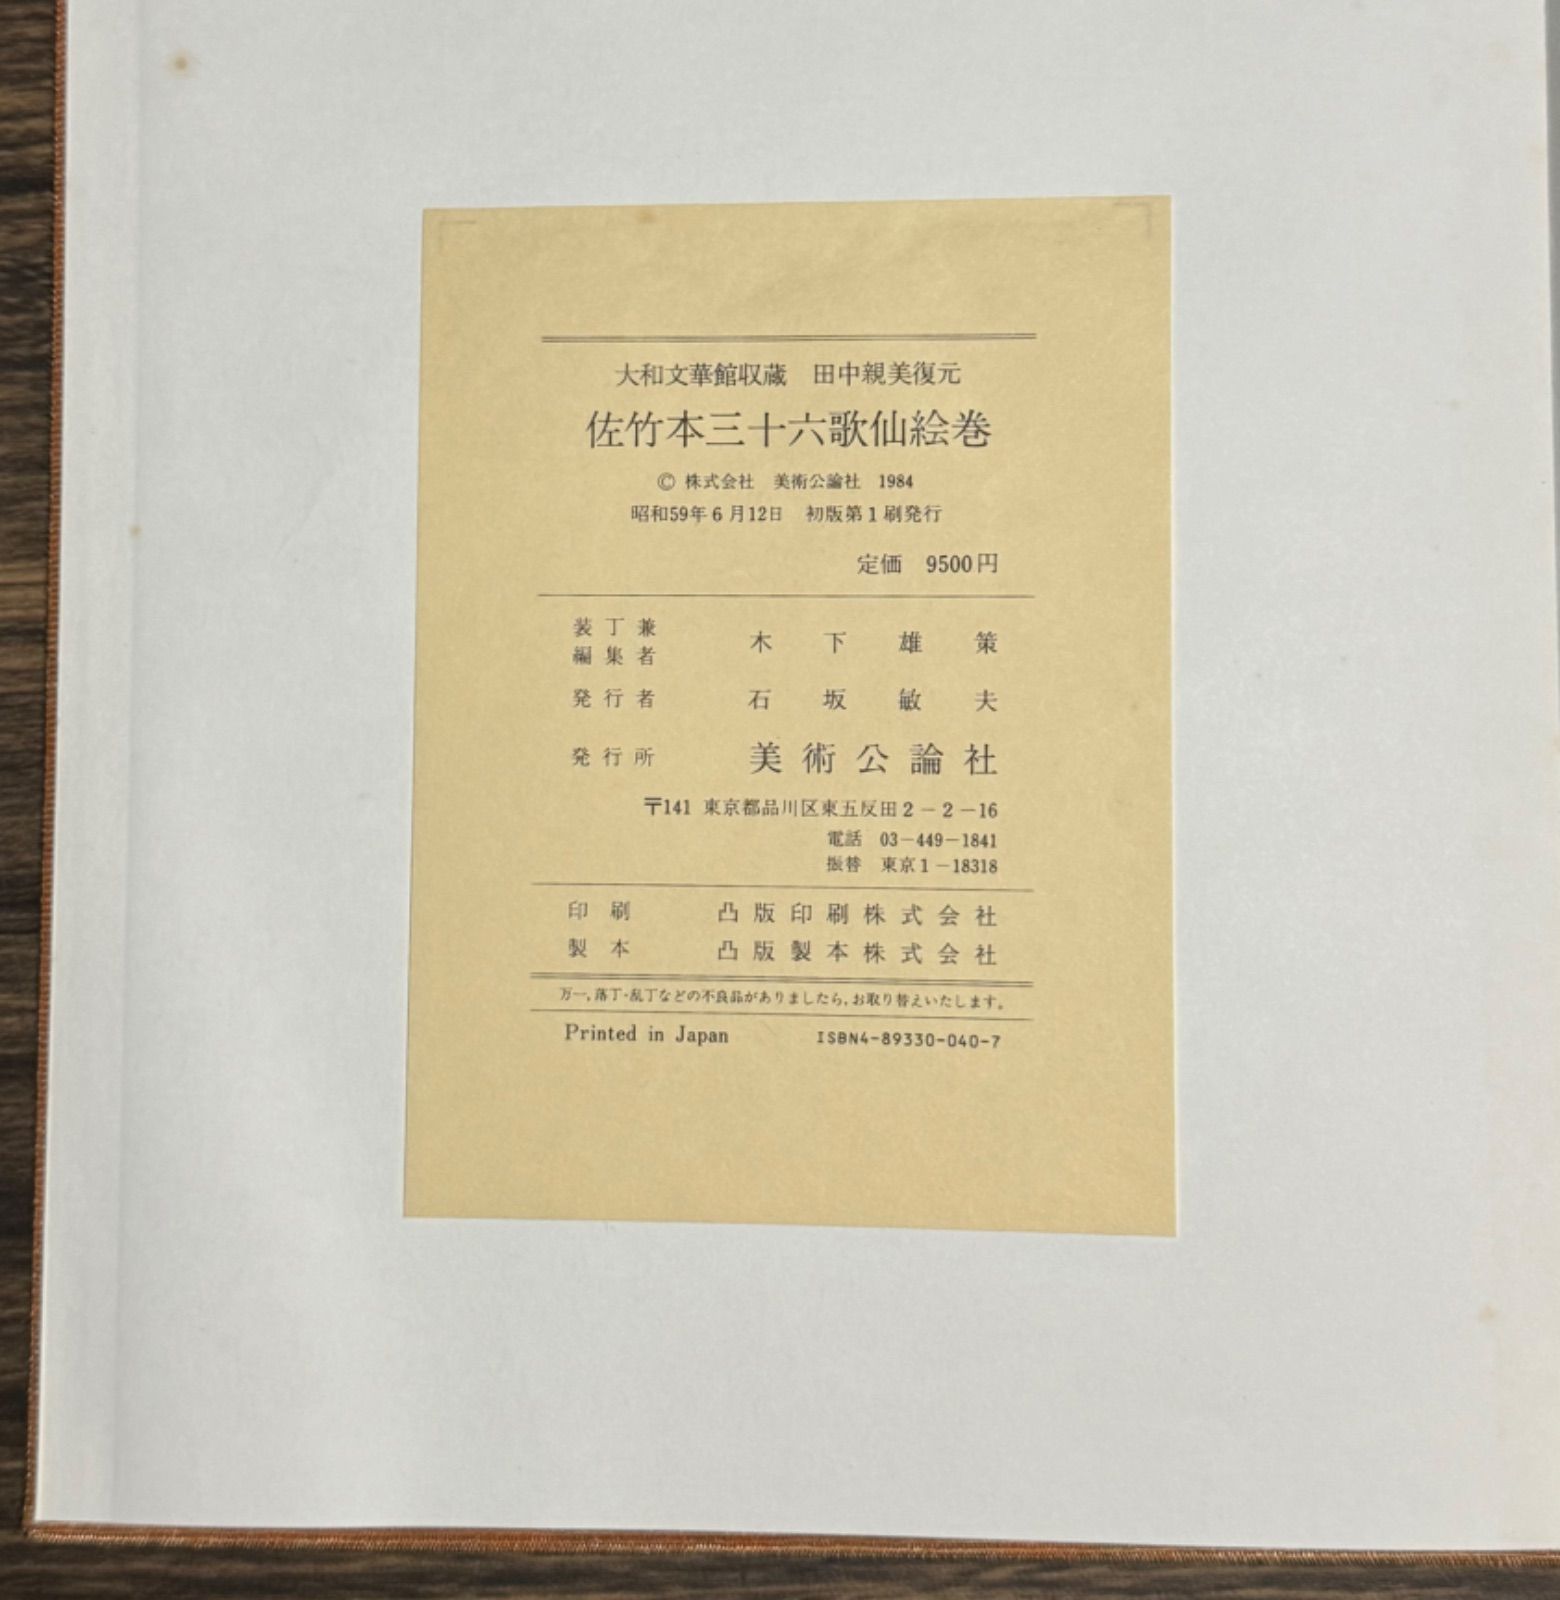 大和文華館収蔵　田中親美復元
佐竹本三十六歌仙絵巻
© 株式会社　美術公論社　1984
昭和59年6月12日　初版第1刷発行
定価　9500円
装丁兼編集者　木下雄策
発行者　石坂敏夫
発行所　美術公論社
〒141 東京都品川区東五反田2－2－16
電話　03－449－1841
振替　東京1－18318
印刷　凸版印刷株式会社
製本　凸版製本株式会社
万一,落丁・乱丁などの不良品がありましたら,お取り替えいたします。
Printed in Japan　ISBN4-89330-040-7